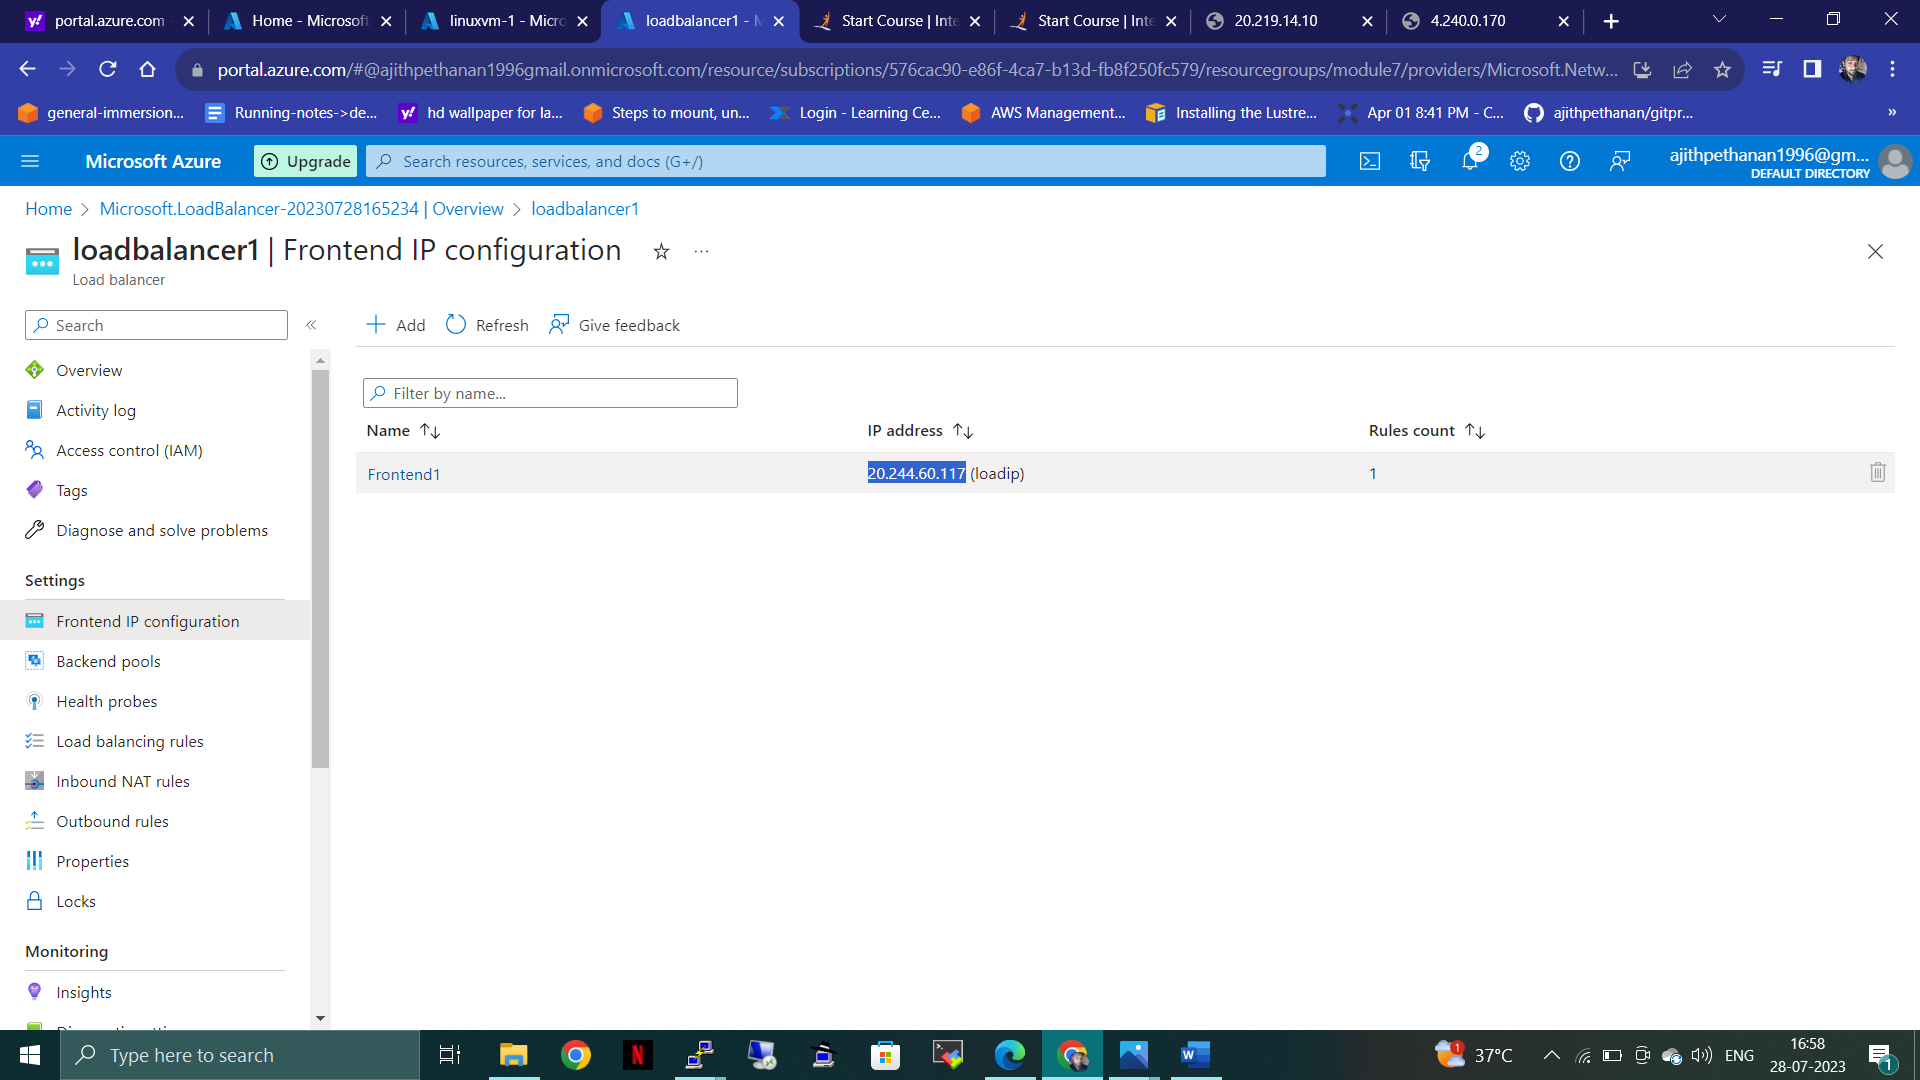 portal.azure.com
Home - Microsoft
linuxvm-1 - Micro
loadbalancer1 - M
Start Course | Inte
Start Course | Inte
20.219.14.10
4.240.0.170
portal.azure.com/#@ajithpethanan1996gmail.onmicrosoft.com/resource/subscriptions/576cac90-e86f-4ca7-b13d-fb8f250fc579/resourcegroups/module7/providers/Microsoft.Netw...
general-immersion...
Running-notes->de...
hd wallpaper for la...
Steps to mount, un...
Login - Learning Ce...
AWS Management...
Installing the Lustre...
Apr 01 8:41 PM - C...
ajithpethanan/gitpr...
»
Microsoft Azure
Upgrade
Search resources, services, and docs (G+/)
2
ajithpethanan1996@gm...
DEFAULT DIRECTORY
Home > Microsoft.LoadBalancer-20230728165234 | Overview > loadbalancer1
loadbalancer1 | Frontend IP configuration
Load balancer
Search
«
Add
Refresh
Give feedback
Overview
Activity log
Access control (IAM)
Tags
Diagnose and solve problems
Settings
Frontend IP configuration
Backend pools
Health probes
Load balancing rules
Inbound NAT rules
Outbound rules
Properties
Locks
Monitoring
Insights
Filter by name...
Name
IP address
Rules count
Frontend1
20.244.60.117 (loadip)
1
Type here to search
1
37°C
ENG
16:58
28-07-2023
1